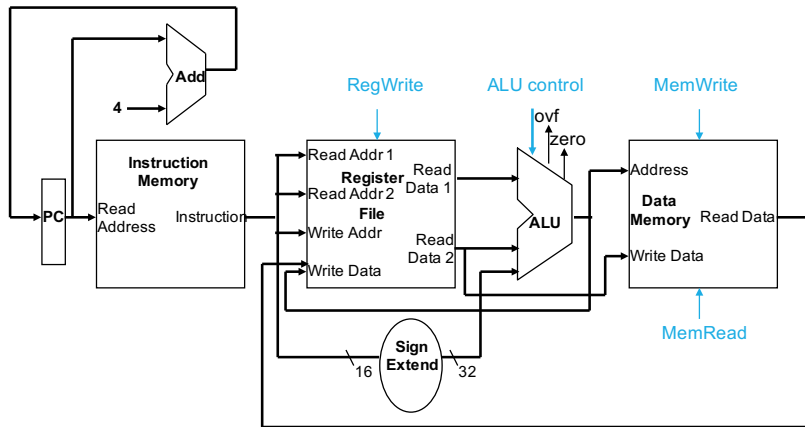 Add
4
RegWrite
ALU control
MemWrite
ovf
zero
Instruction
Memory
PC
Read
Address
Instruction
Read Addr 1
Register
Read Addr 2
File
Write Addr
Write Data
Read
Data 1
Read
Data 2
ALU
Address
Data
Memory
Read Data
Write Data
MemRead
Sign
Extend
16
32